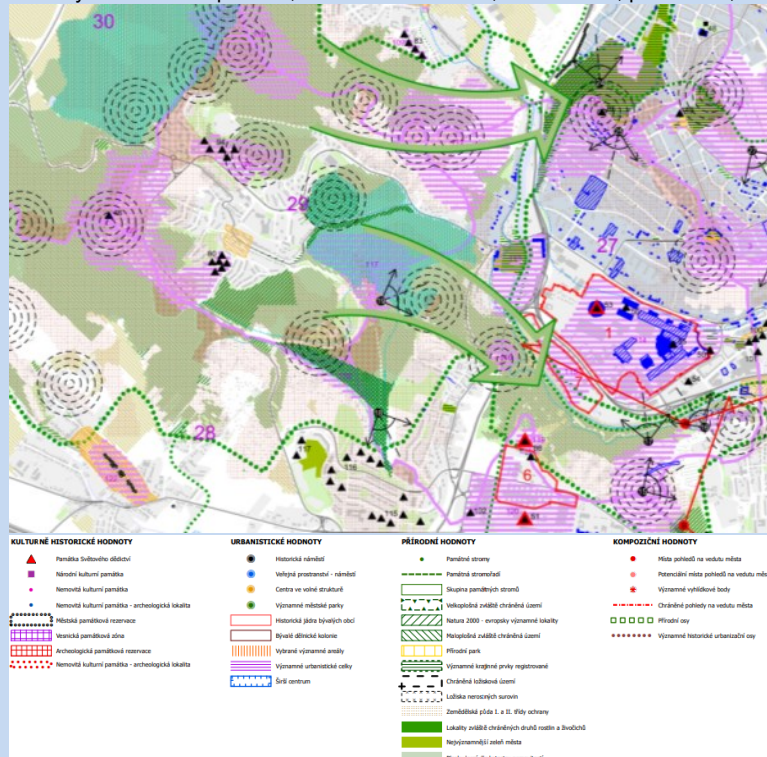 30
29
27
1
28
6
117
118
115
KULTURNĚ HISTORICKÉ HODNOTY
Památka Světového dědictví
Národní kulturní památka
Nemovitá kulturní památka
Nemovitá kulturní památka - archeologická lokalita
Městská památková rezervace
Vesnická památková zóna
Archeologická památková rezervace
Nemovitá kulturní památka - archeologická lokalita
URBANISTICKÉ HODNOTY
Historická náměstí
Veřejná prostranství - náměstí
Centra ve volné struktuře
Významné městské parky
Historická jádra bývalých obcí
Bývalé dělnické kolonie
Vybrané významné areály
Významné urbanistické celky
Širší centrum
PŘÍRODNÍ HODNOTY
Památné stromy
Památná stromořadí
Skupina památných stromů
Velkoplošná zvláště chráněná území
Natura 2000 - evropsky významné lokality
Maloplošná zvláště chráněná území
Přírodní park
Významné krajinné prvky registrované
Chráněná ložisková území
Ložiska nerostných surovin
Zemědělská půda I. a II. třídy ochrany
Lokality zvláště chráněných druhů rostlin a živočichů
Nejvýznamnější zeleň města
KOMPOZIČNÍ HODNOTY
Místa pohledů na vedutu města
Potenciální místa pohledů na vedutu
Významné vyhlídkové body
Chráněné pohledy na vedutu města
Přírodní osy
Významné historické urbanizační osy